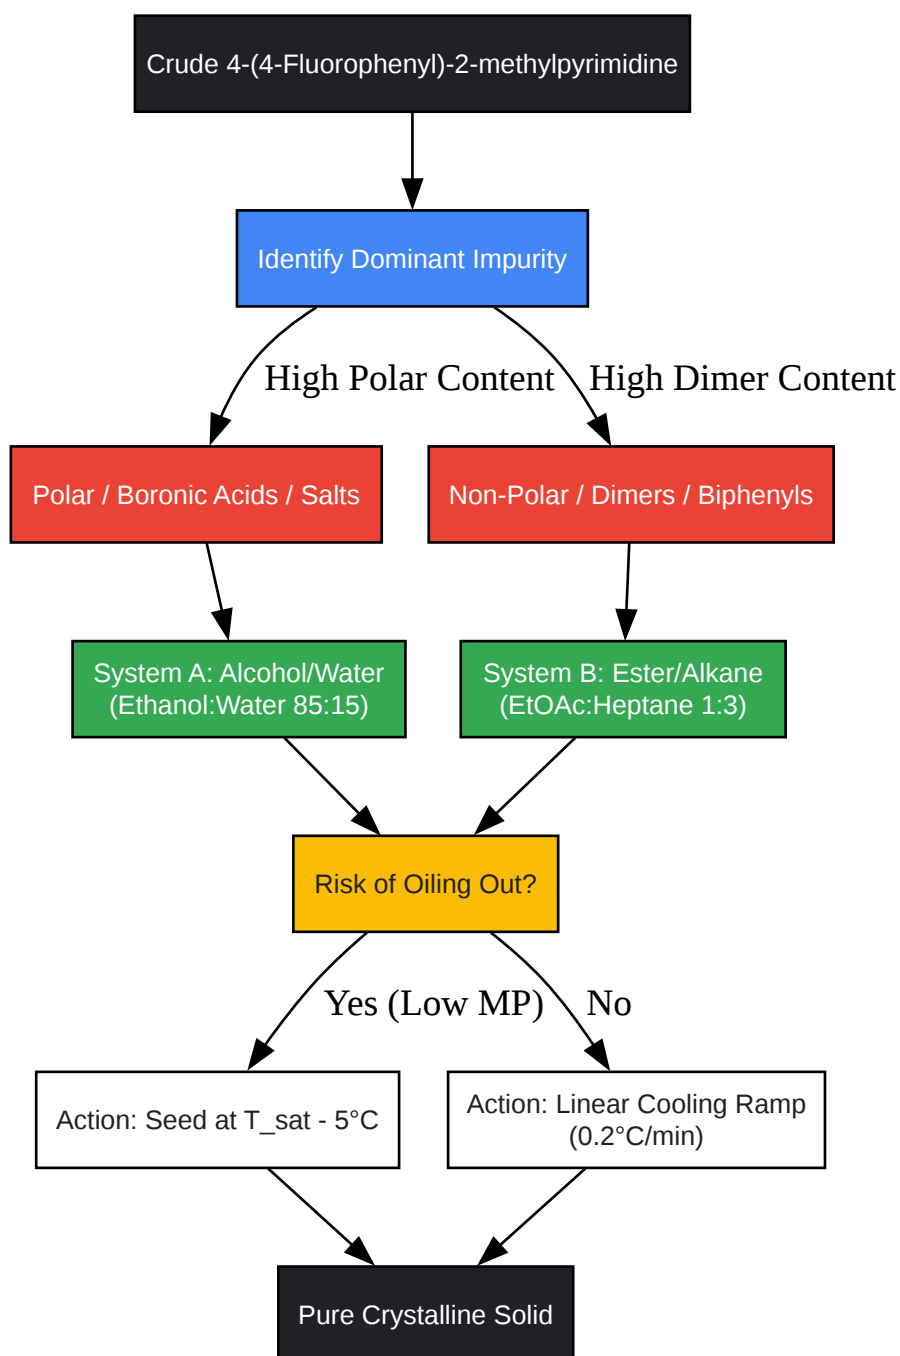 Crude 4-(4-Fluorophenyl)-2-methylpyrimidine
Identify Dominant Impurity
High Polar Content
High Dimer Content
Polar / Boronic Acids / Salts
Non-Polar / Dimers / Biphenyls
System A: Alcohol/Water
(Ethanol:Water 85:15)
System B: Ester/Alkane
(EtOAc:Heptane 1:3)
Risk of Oiling Out?
Yes (Low MP)
No
Action: Seed at T_sat - 5°C
Action: Linear Cooling Ramp
(0.2°C/min)
Pure Crystalline Solid